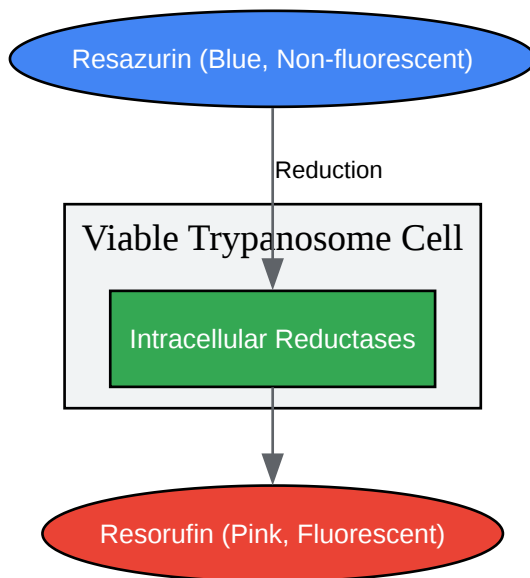 Resazurin (Blue, Non-fluorescent)
Reduction
Viable Trypanosome Cell
Intracellular Reductases
Resorufin (Pink, Fluorescent)